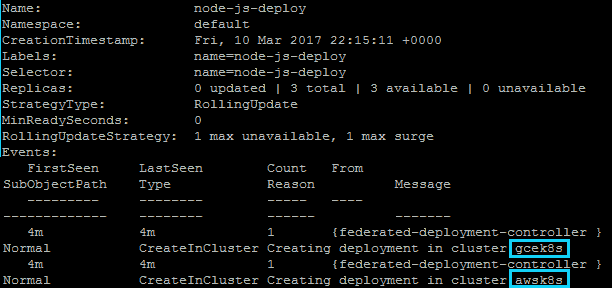 Name: node-js-deploy
Namespace: default
CreationTimestamp: Fri, 10 Mar 2017 22:15:11 +0000
Labels: name=node-js-deploy
Selector: name=node-js-deploy
Replicas: 0 updated | 3 total | 3 available | 0 unavailable
StrategyType: RollingUpdate
MinReadySeconds: 0
RollingUpdateStrategy: 1 max unavailable, 1 max surge
Events:
FirstSeen LastSeen Count From
SubObjectPath Type Reason Message
--------- -------- ----- ----
------------- -------- ------ -------
4m 4m 1 {federated-deployment-controller }
Normal CreateInCluster Creating deployment in cluster gcek8s
4m 4m 1 {federated-deployment-controller }
Normal CreateInCluster Creating deployment in cluster awsk8s